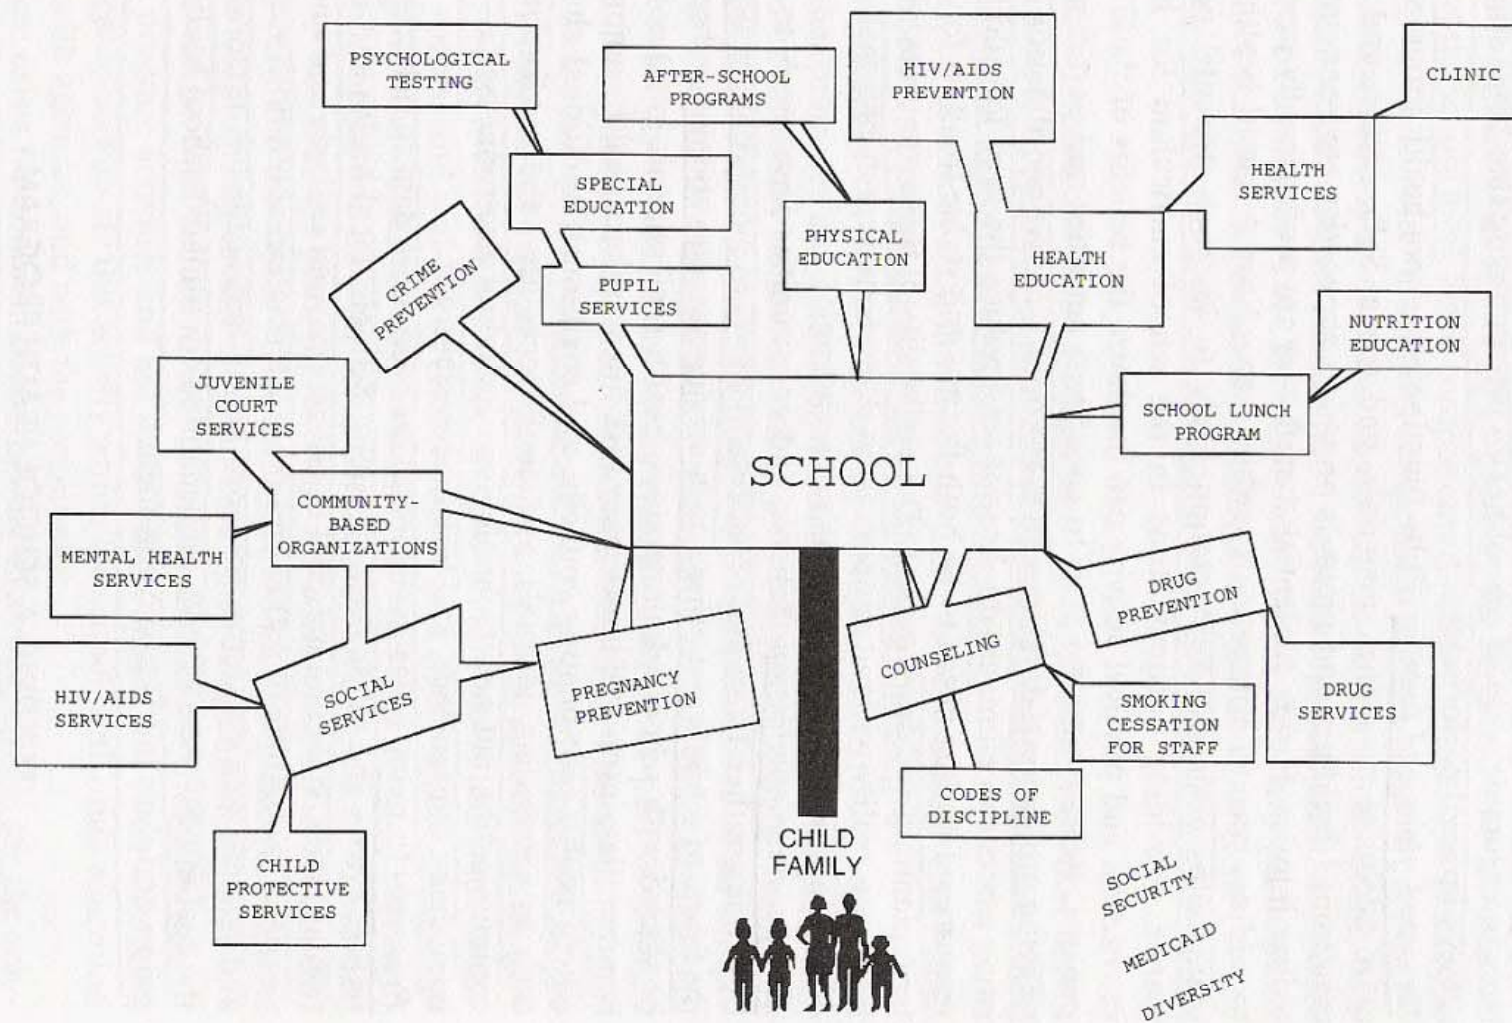 PSYCHOLOGICAL
TESTING
AFTER-SCHOOL
PROGRAMS
HIV/AIDS
PREVENTION
CLINIC
SPECIAL
EDUCATION
HEALTH
SERVICES
CRIME
PREVENTION
PUPIL
SERVICES
PHYSICAL
EDUCATION
HEALTH
EDUCATION
NUTRITION
EDUCATION
JUVENILE
COURT
SERVICES
SCHOOL LUNCH
PROGRAM
SCHOOL
COMMUNITY-
BASED
ORGANIZATIONS
MENTAL HEALTH
SERVICES
DRUG
PREVENTION
HIV/AIDS
SERVICES
SOCIAL
SERVICES
PREGNANCY
PREVENTION
COUNSELING
SMOKING
CESSATION
FOR STAFF
DRUG
SERVICES
CODES OF
DISCIPLINE
CHILD
FAMILY
CHILD
PROTECTIVE
SERVICES
SOCIAL
SECURITY
MEDICAID
DIVERSITY